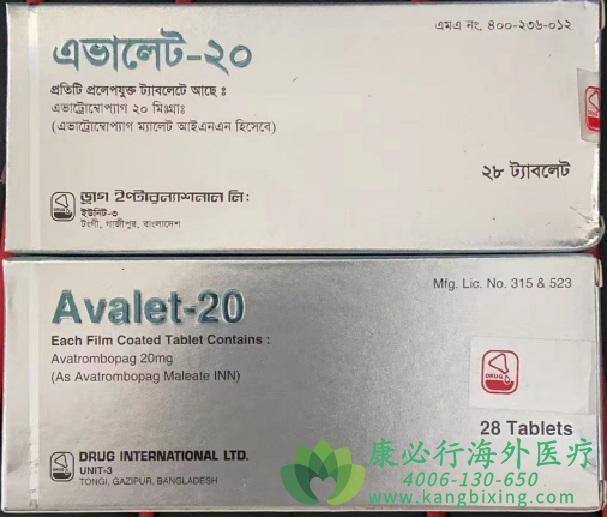 এভালেট-২০
এমএ নং. ৪০০-২৩৬-০১২
প্রতিটি প্রলেপযুক্ত ট্যাবলেটে আছে :
এভাট্রোম্বোপ্যাগ ২০ মিঃগ্রাঃ
(এভাট্রোম্বোপ্যাগ ম্যালেট আইএনএন হিসেবে)
২৮ ট্যাবলেট
DRUG
ড্রাগ ইন্টারন্যাশনাল লি:
ইউনিট-৩
টংগী, গাজীপুর, বাংলাদেশ
Avalet-20
Mfg. Lic. No. 315 & 523
Each Film Coated Tablet Contains :
Avatrombopag 20mg
(As Avatrombopag Maleate INN)
DRUG
28 Tablets
DRUG
DRUG INTERNATIONAL LTD.
UNIT-3
TONGI, GAZIPUR, BANGLADESH
康必行海外医疗
4006-130-650
www.kangbixing.com